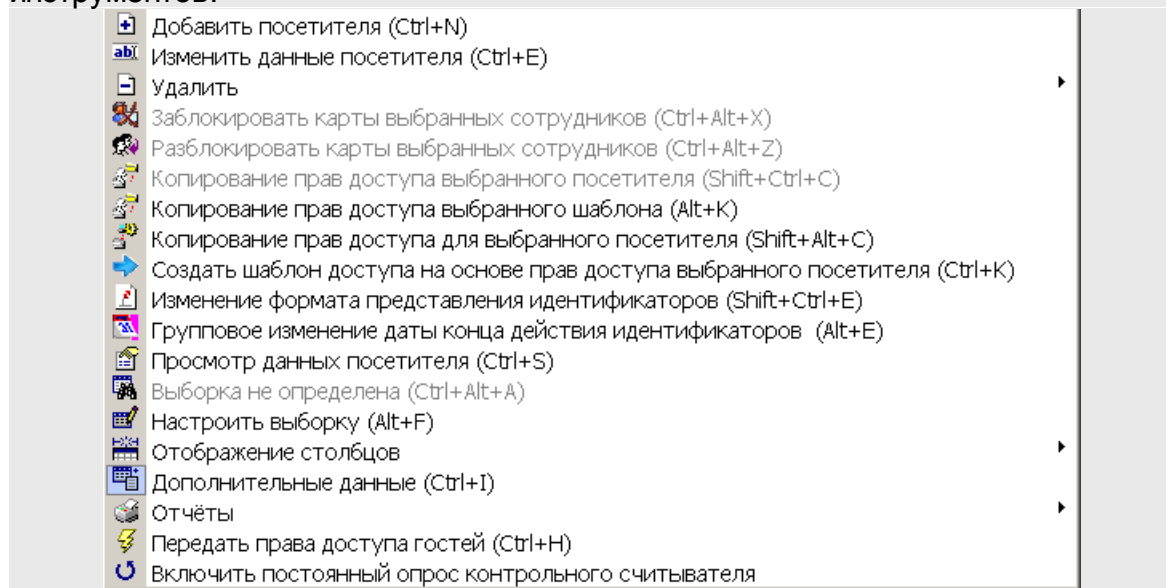 инструментов.
Добавить посетителя (Ctrl+N)
Изменить данные посетителя (Ctrl+E)
Удалить
Заблокировать карты выбранных сотрудников (Ctrl+Alt+X)
Разблокировать карты выбранных сотрудников (Ctrl+Alt+Z)
Копирование прав доступа выбранного посетителя (Shift+Ctrl+C)
Копирование прав доступа выбранного шаблона (Alt+K)
Копирование прав доступа для выбранного посетителя (Shift+Alt+C)
Создать шаблон доступа на основе прав доступа выбранного посетителя (Ctrl+K)
Изменение формата представления идентификаторов (Shift+Ctrl+E)
Групповое изменение даты конца действия идентификаторов (Alt+E)
Просмотр данных посетителя (Ctrl+S)
Выборка не определена (Ctrl+Alt+A)
Настроить выборку (Alt+F)
Отображение столбцов
Дополнительные данные (Ctrl+I)
Отчёты
Передать права доступа гостей (Ctrl+H)
Включить постоянный опрос контрольного считывателя